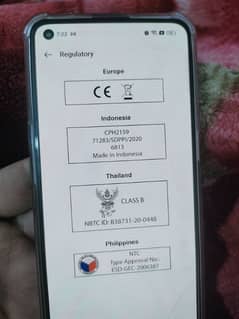 7:23
← Regulatory
Europe
CE
Indonesia
CPH2159
71283/SDPPI/2020
6813
Made in Indonesia
Thailand
CLASS B
NBTC ID: B38731-20-0448
Philippines
NTC
Type Approval No.:
ESD-GEC-2006387